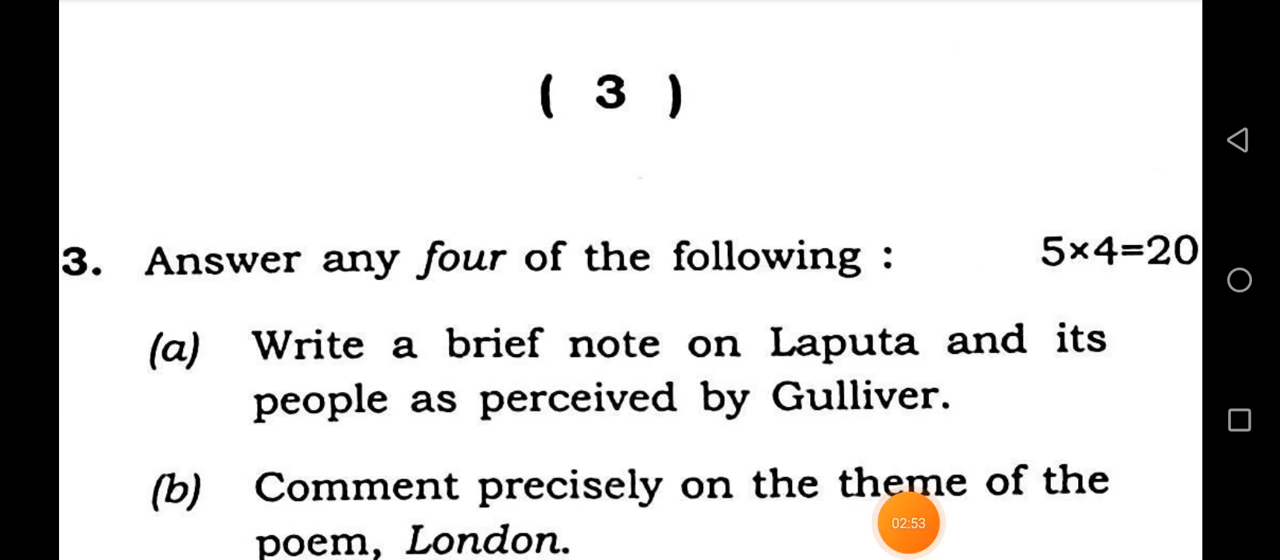 ( 3 )
3. Answer any four of the following : 5×4=20
(a) Write a brief note on Laputa and its
people as perceived by Gulliver.
(b) Comment precisely on the theme of the
poem, London.
02:53